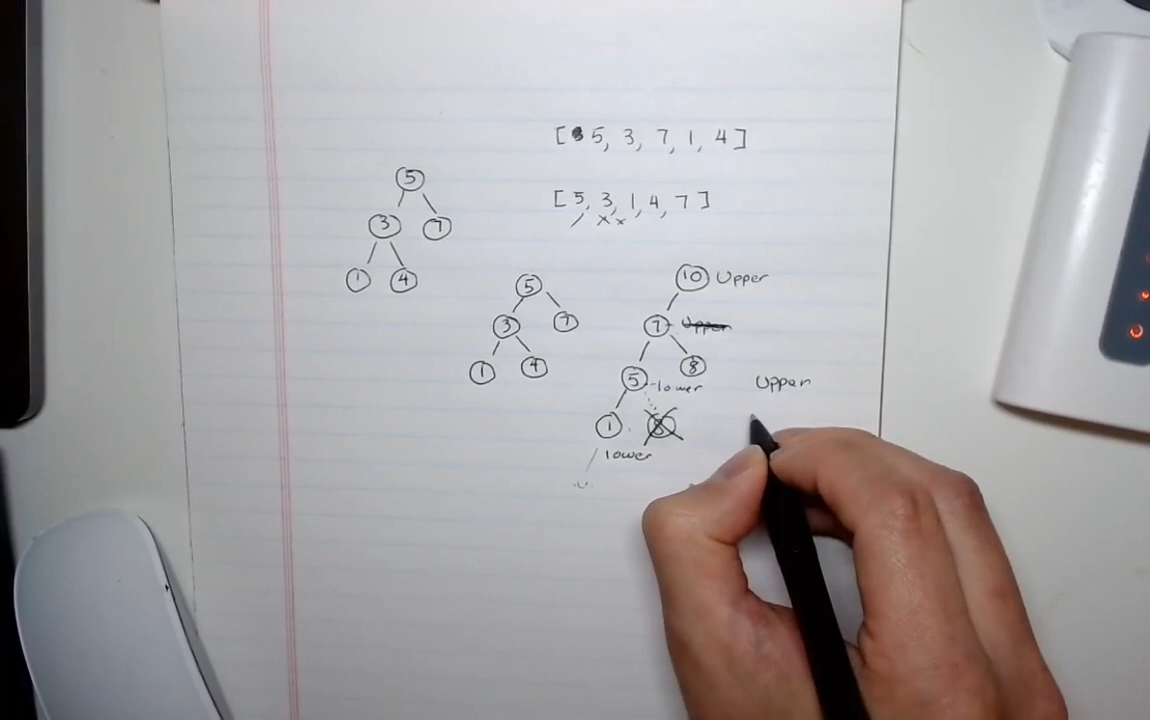 [ 5, 3, 7, 1, 4 ]
5
[ 5, 3, 1, 4, 7 ]
3 7
1 4
5
3 7
1 4
10 Upper
7 Upper
8
5 lower
Upper
1
lower